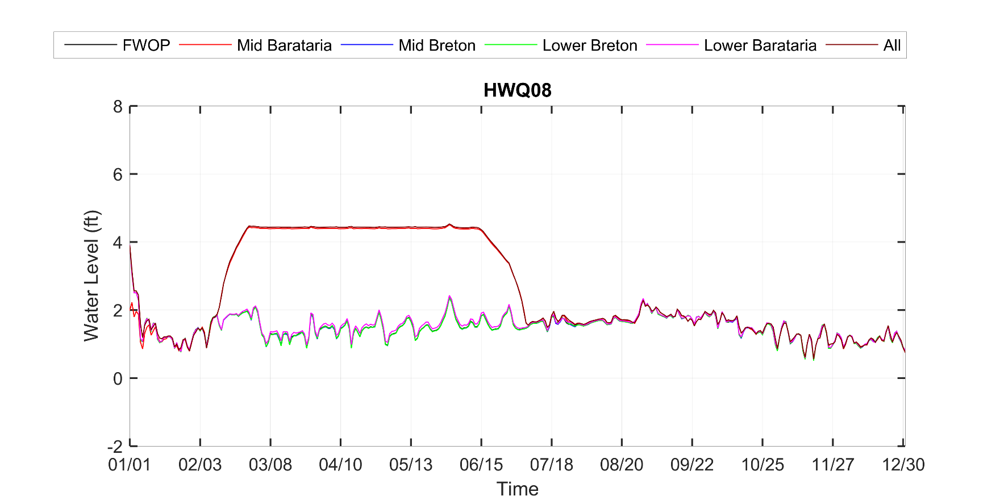 FWOP Mid Barataria Mid Breton Lower Breton Lower Barataria All
HWQ08
8
6
4
2
0
-2
Water Level (ft)
01/01 02/03 03/08 04/10 05/13 06/15 07/18 08/20 09/22 10/25 11/27 12/30
Time